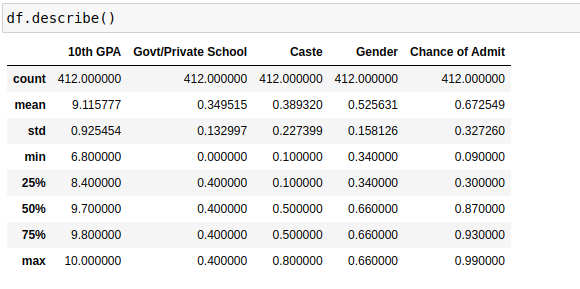 df.describe()
10th GPA Govt/Private School Caste Gender Chance of Admit
count 412.000000 412.000000 412.000000 412.000000 412.000000
mean 9.115777 0.349515 0.389320 0.525631 0.672549
std 0.925454 0.132997 0.227399 0.158126 0.327260
min 6.800000 0.000000 0.100000 0.340000 0.090000
25% 8.400000 0.400000 0.100000 0.340000 0.300000
50% 9.700000 0.400000 0.500000 0.660000 0.870000
75% 9.800000 0.400000 0.500000 0.660000 0.930000
max 10.000000 0.400000 0.800000 0.660000 0.990000